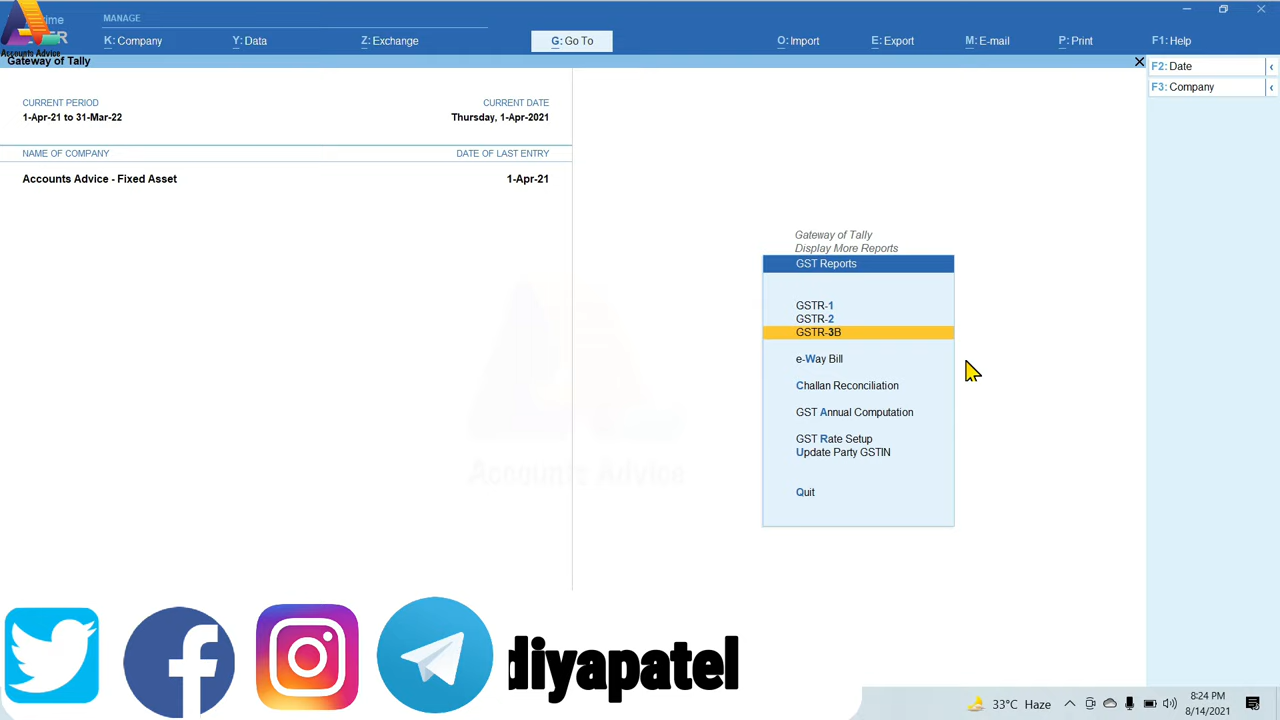 MANAGE
K: Company
Y: Data
Z: Exchange
G: Go To
O: Import
E: Export
M: E-mail
P: Print
F1: Help
Accounts Advice
Gateway of Tally
F2: Date
F3: Company
CURRENT PERIOD
CURRENT DATE
1-Apr-21 to 31-Mar-22
Thursday, 1-Apr-2021
NAME OF COMPANY
DATE OF LAST ENTRY
Accounts Advice - Fixed Asset
1-Apr-21
Gateway of Tally
Display More Reports
GST Reports
GSTR-1
GSTR-2
GSTR-3B
e-Way Bill
Challan Reconciliation
GST Annual Computation
GST Rate Setup
Update Party GSTIN
Quit
Accounts Advice
diyapatel
33°C Haze
8:24 PM
8/14/2021